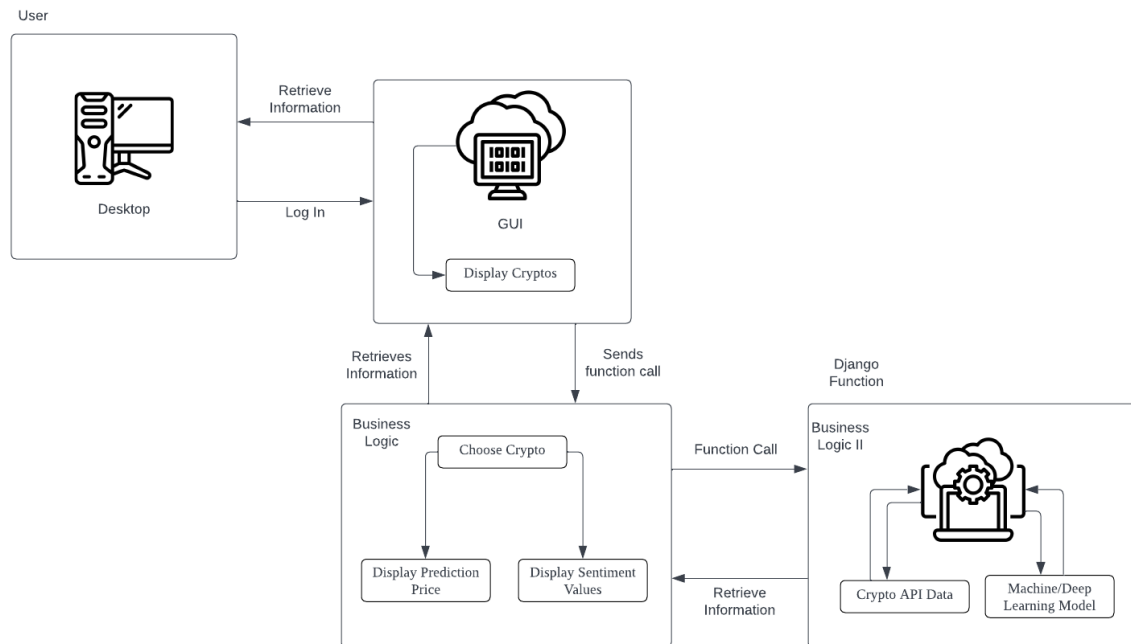 User
Desktop
Retrieve
Information
Log In
10101
10101
GUI
Display Cryptos
Retrieves
Information
Sends
function call
Django
Function
Business
Logic
Choose Crypto
Display Prediction
Price
Display Sentiment
Values
Function Call
Retrieve
Information
Business
Logic II
Crypto API Data
Machine/Deep
Learning Model